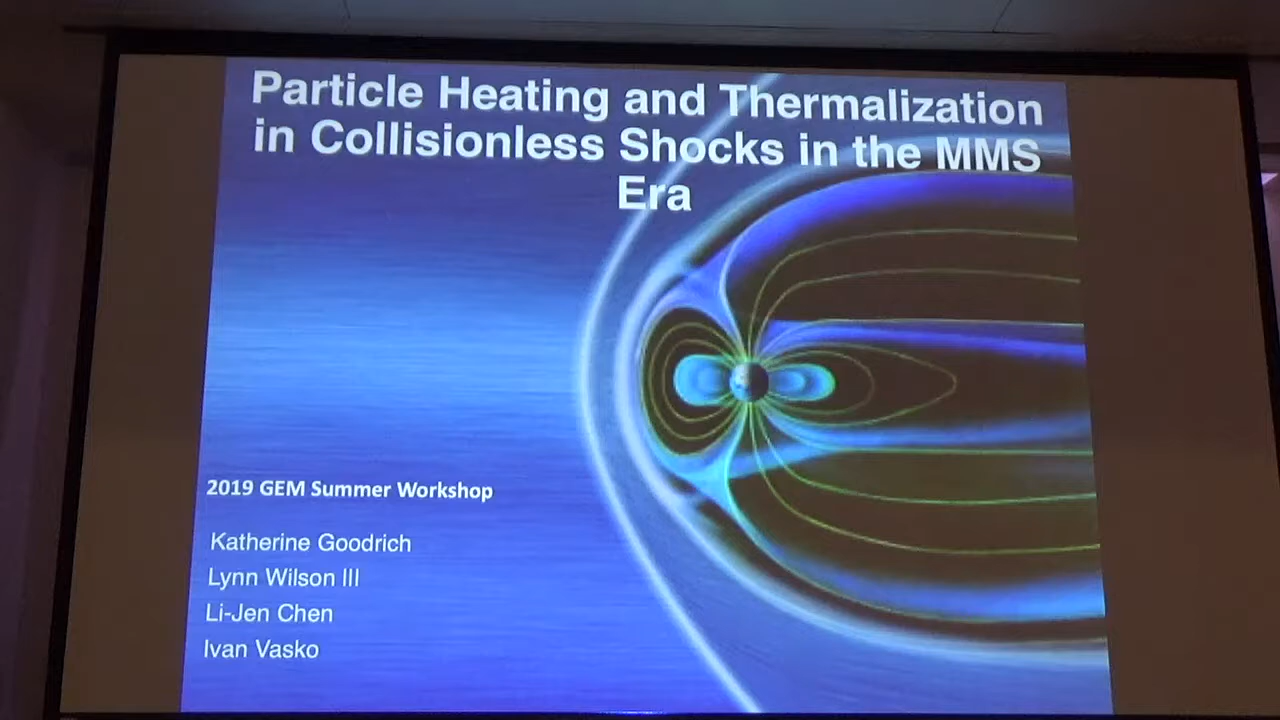 Particle Heating and Thermalization
in Collisionless Shocks in the MMS
Era
2019 GEM Summer Workshop
Katherine Goodrich
Lynn Wilson III
Li-Jen Chen
Ivan Vasko